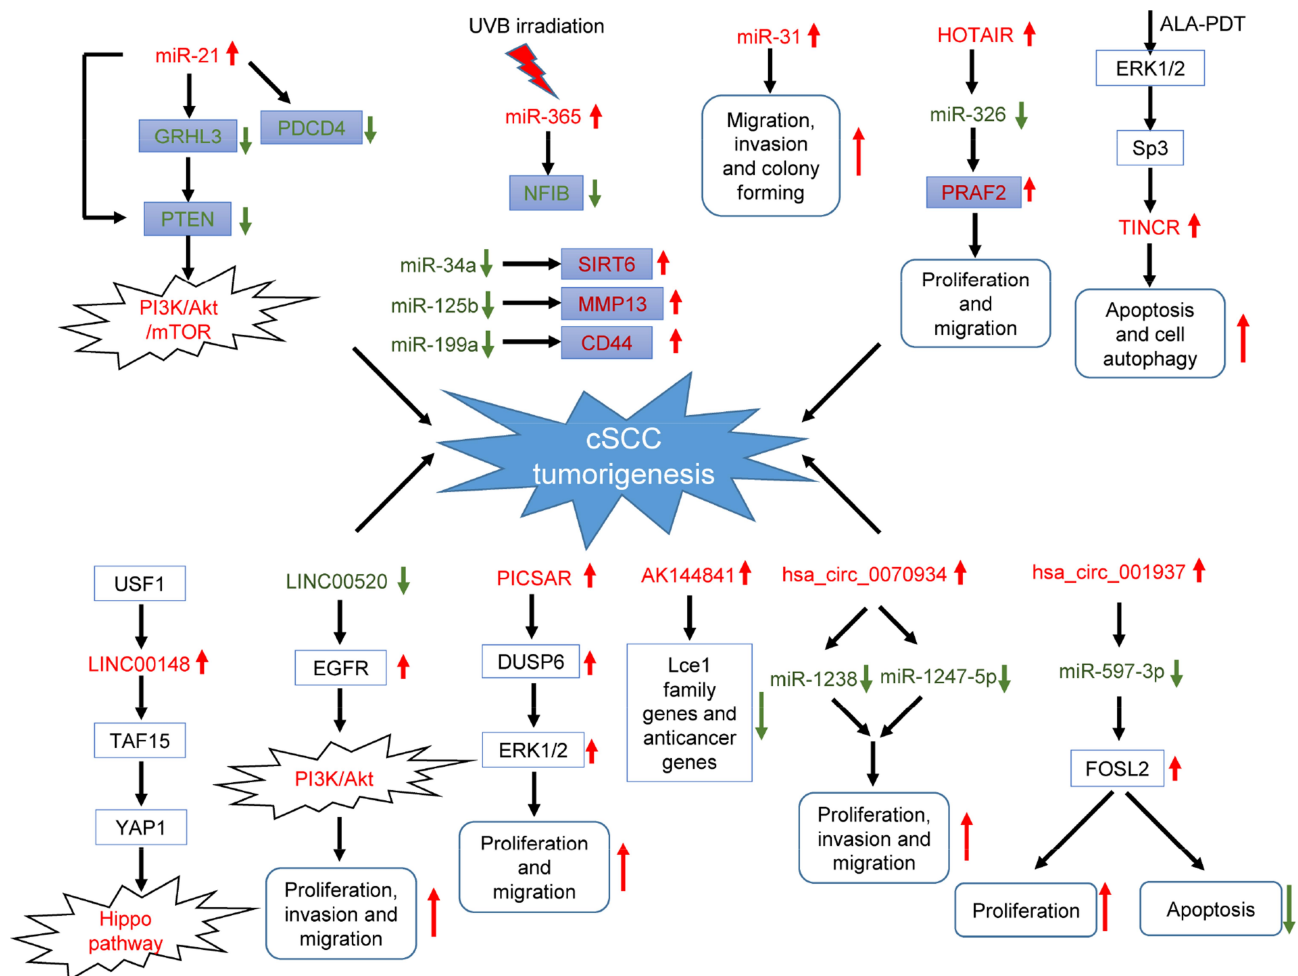 miR-21
GRHL3
PDCD4
PTEN
PI3K/Akt
/mTOR
UVB irradiation
miR-365
NFIB
miR-34a
SIRT6
miR-125b
MMP13
miR-199a
CD44
miR-31
Migration,
invasion
and colony
forming
HOTAIR
miR-326
PRAF2
Proliferation
and
migration
ALA-PDT
ERK1/2
Sp3
TINCR
Apoptosis
and cell
autophagy
cSCC
tumorigenesis
USF1
LINC00148
TAF15
YAP1
Hippo
pathway
LINC00520
EGFR
PI3K/Akt
Proliferation,
invasion and
migration
PICSAR
DUSP6
ERK1/2
Proliferation
and
migration
AK144841
Lce1
family
genes and
anticancer
genes
hsa_circ_0070934
miR-1238
miR-1247-5p
Proliferation,
invasion and
migration
hsa_circ_001937
miR-597-3p
FOSL2
Proliferation
Apoptosis